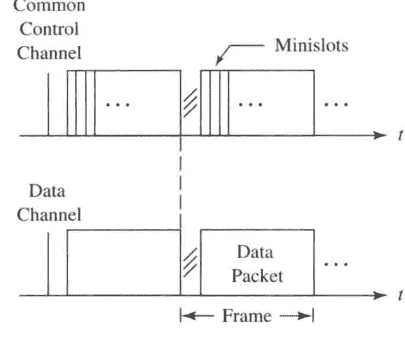 Common
Control
Channel
Minislots
...
...
...
t
Data
Channel
Data
Packet
...
t
Frame